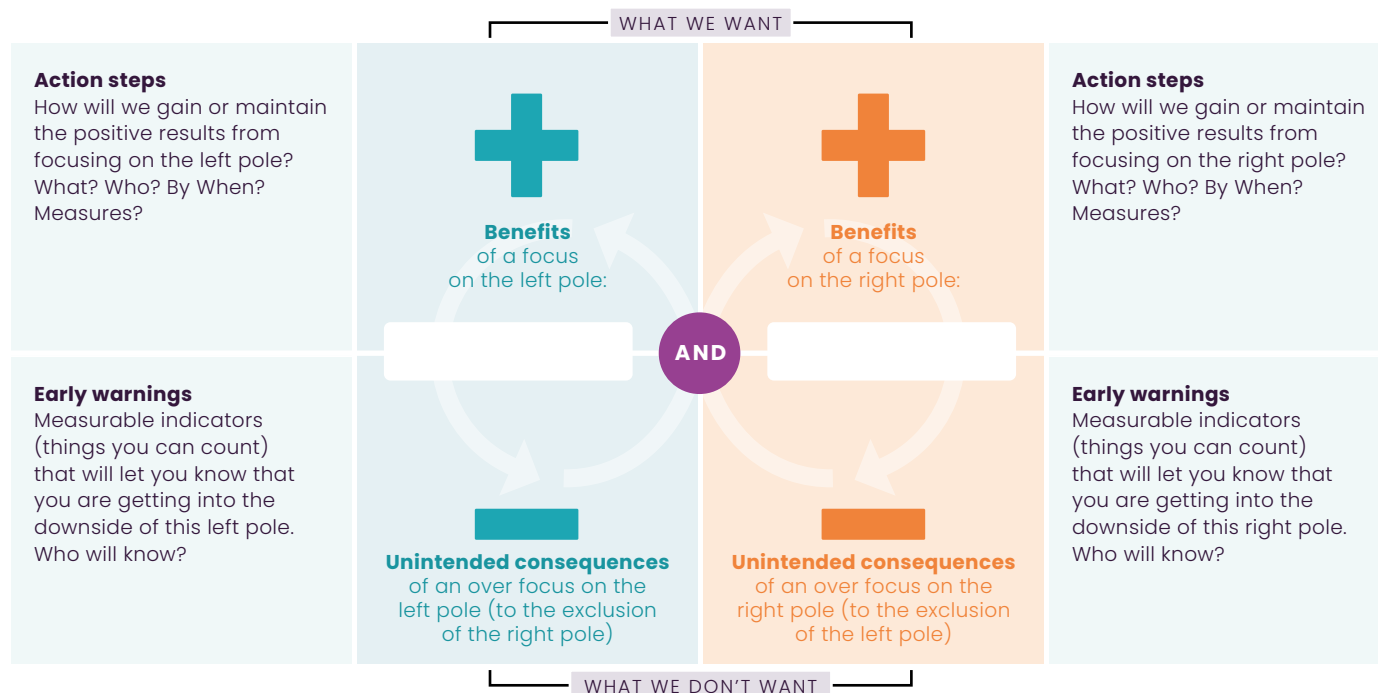 WHAT WE WANT
Action steps
How will we gain or maintain
the positive results from
focusing on the left pole?
What? Who? By When?
Measures?
Benefits
of a focus
on the left pole:
Benefits
of a focus
on the right pole:
Action steps
How will we gain or maintain
the positive results from
focusing on the right pole?
What? Who? By When?
Measures?
AND
Early warnings
Measurable indicators
(things you can count)
that will let you know that
you are getting into the
downside of this left pole.
Who will know?
Unintended consequences
of an over focus on the
left pole (to the exclusion
of the right pole)
Unintended consequences
of an over focus on the
right pole (to the exclusion
of the left pole)
Early warnings
Measurable indicators
(things you can count)
that will let you know that
you are getting into the
downside of this right pole.
Who will know?
WHAT WE DON'T WANT